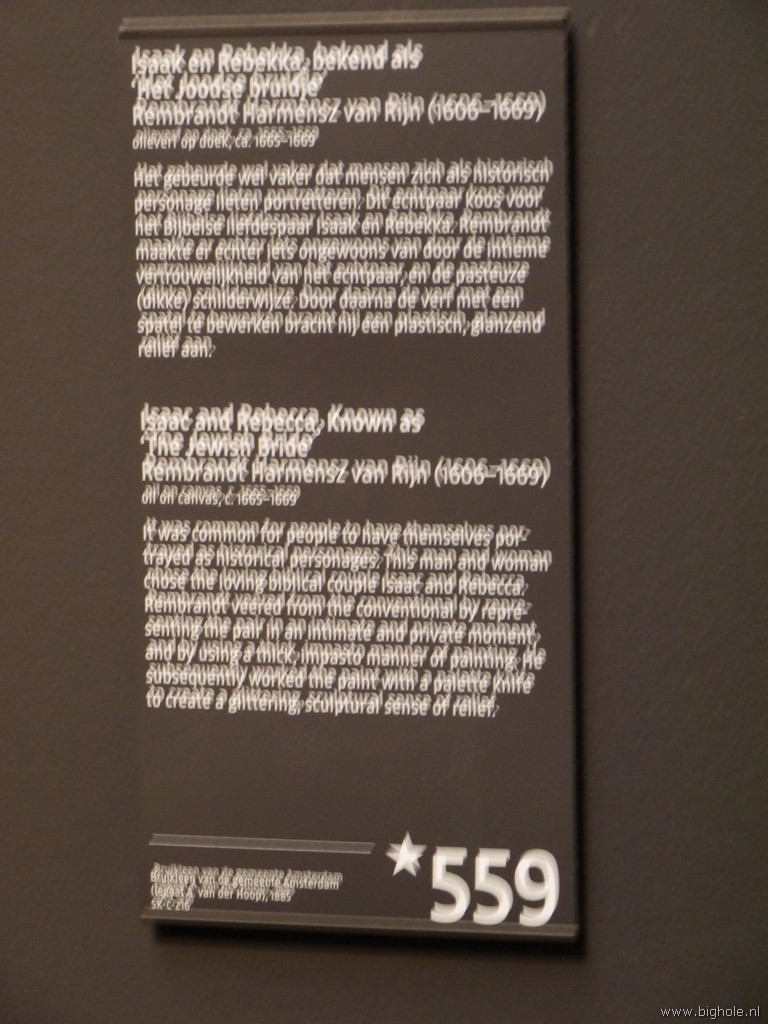 Isaak en Rebekka, bekend als
'Het Joodse bruidje'
Rembrandt Harmensz van Rijn (1606–1669)
olieverf op doek, ca. 1665–1669
Het gebeurde wel vaker dat mensen zich als historisch
personage lieten portretteren. Dit echtpaar koos voor
het Bijbelse liefdespaar Isaak en Rebekka. Rembrandt
maakte er echter iets ongewoons van door de intieme
vertrouwelijkheid van het echtpaar, en de pasteuze
(dikke) schilderwijze. Door daarna de verf met een
spatel te bewerken bracht hij een plastisch, glanzend
reliëf aan.
Isaac and Rebecca, Known as
'The Jewish Bride'
Rembrandt Harmensz van Rijn (1606–1669)
oil on canvas, c. 1665–1669
It was common for people to have themselves por-
trayed as historical personages. This man and woman
chose the loving biblical couple Isaac and Rebecca.
Rembrandt veered from the conventional by repre-
senting the pair in an intimate and private moment,
and by using a thick, impasto manner of painting. He
subsequently worked the paint with a palette knife
to create a glittering, sculptural sense of relief.
Bruikleen van de gemeente Amsterdam
(legaat A. van der Hoop), 1885
SK-C-216
*559
www.bighole.nl